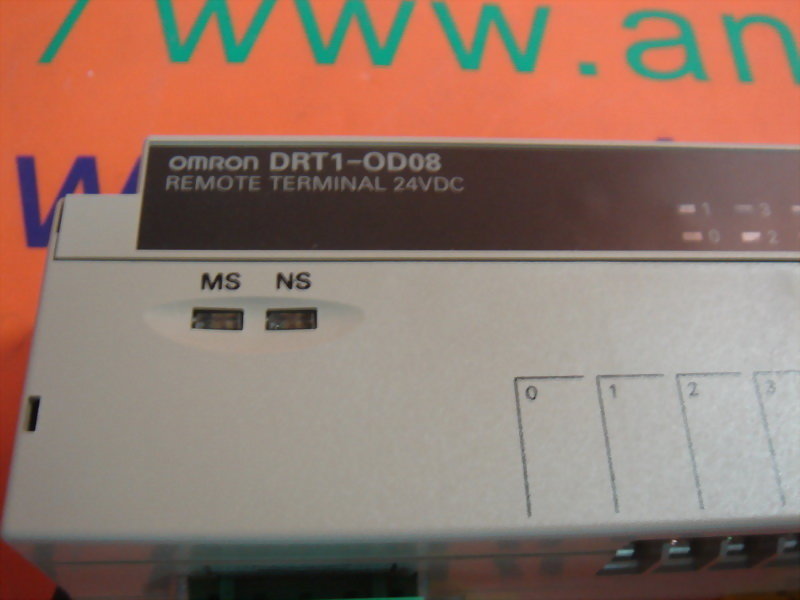 /www.an
w
omron DRT1-OD08
REMOTE TERMINAL 24VDC
1 3
0 2
MS NS
0 1 2 3